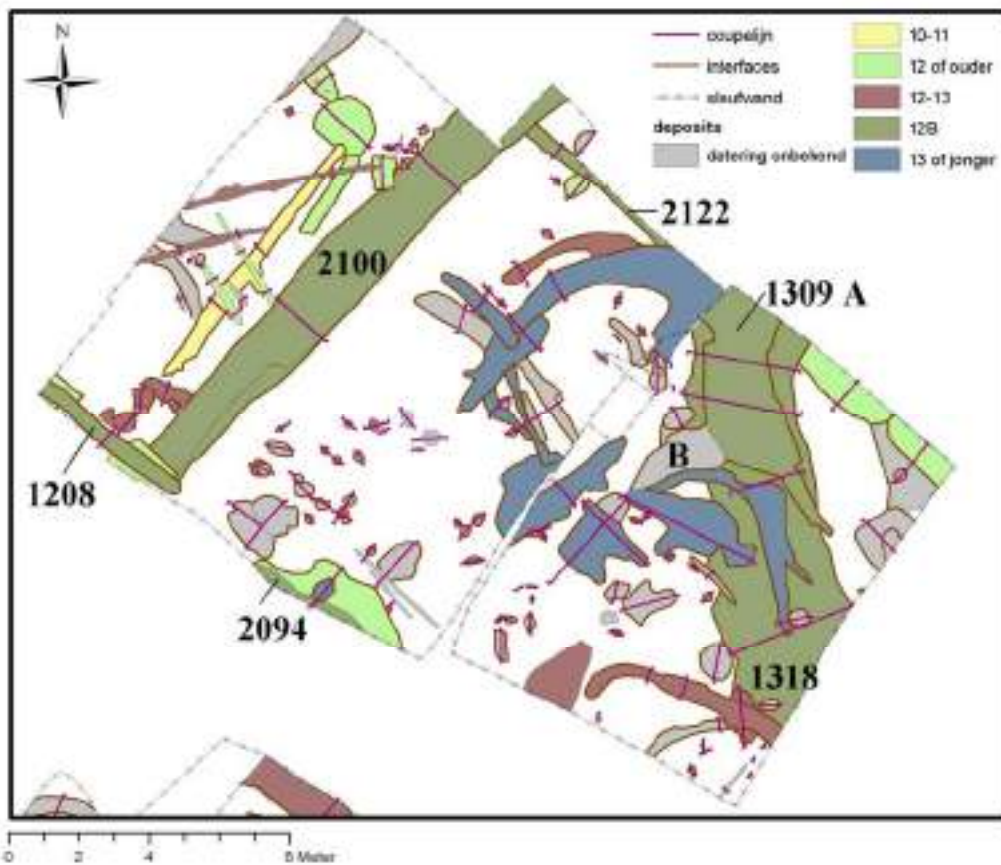 N
coupelijn
interfaces
sleufwand
deposits
datering onbekend
10-11
12 of ouder
12-13
12B
13 of jonger
2122
2100
1309 A
B
1208
2094
1318
0 2 4 8 Meter